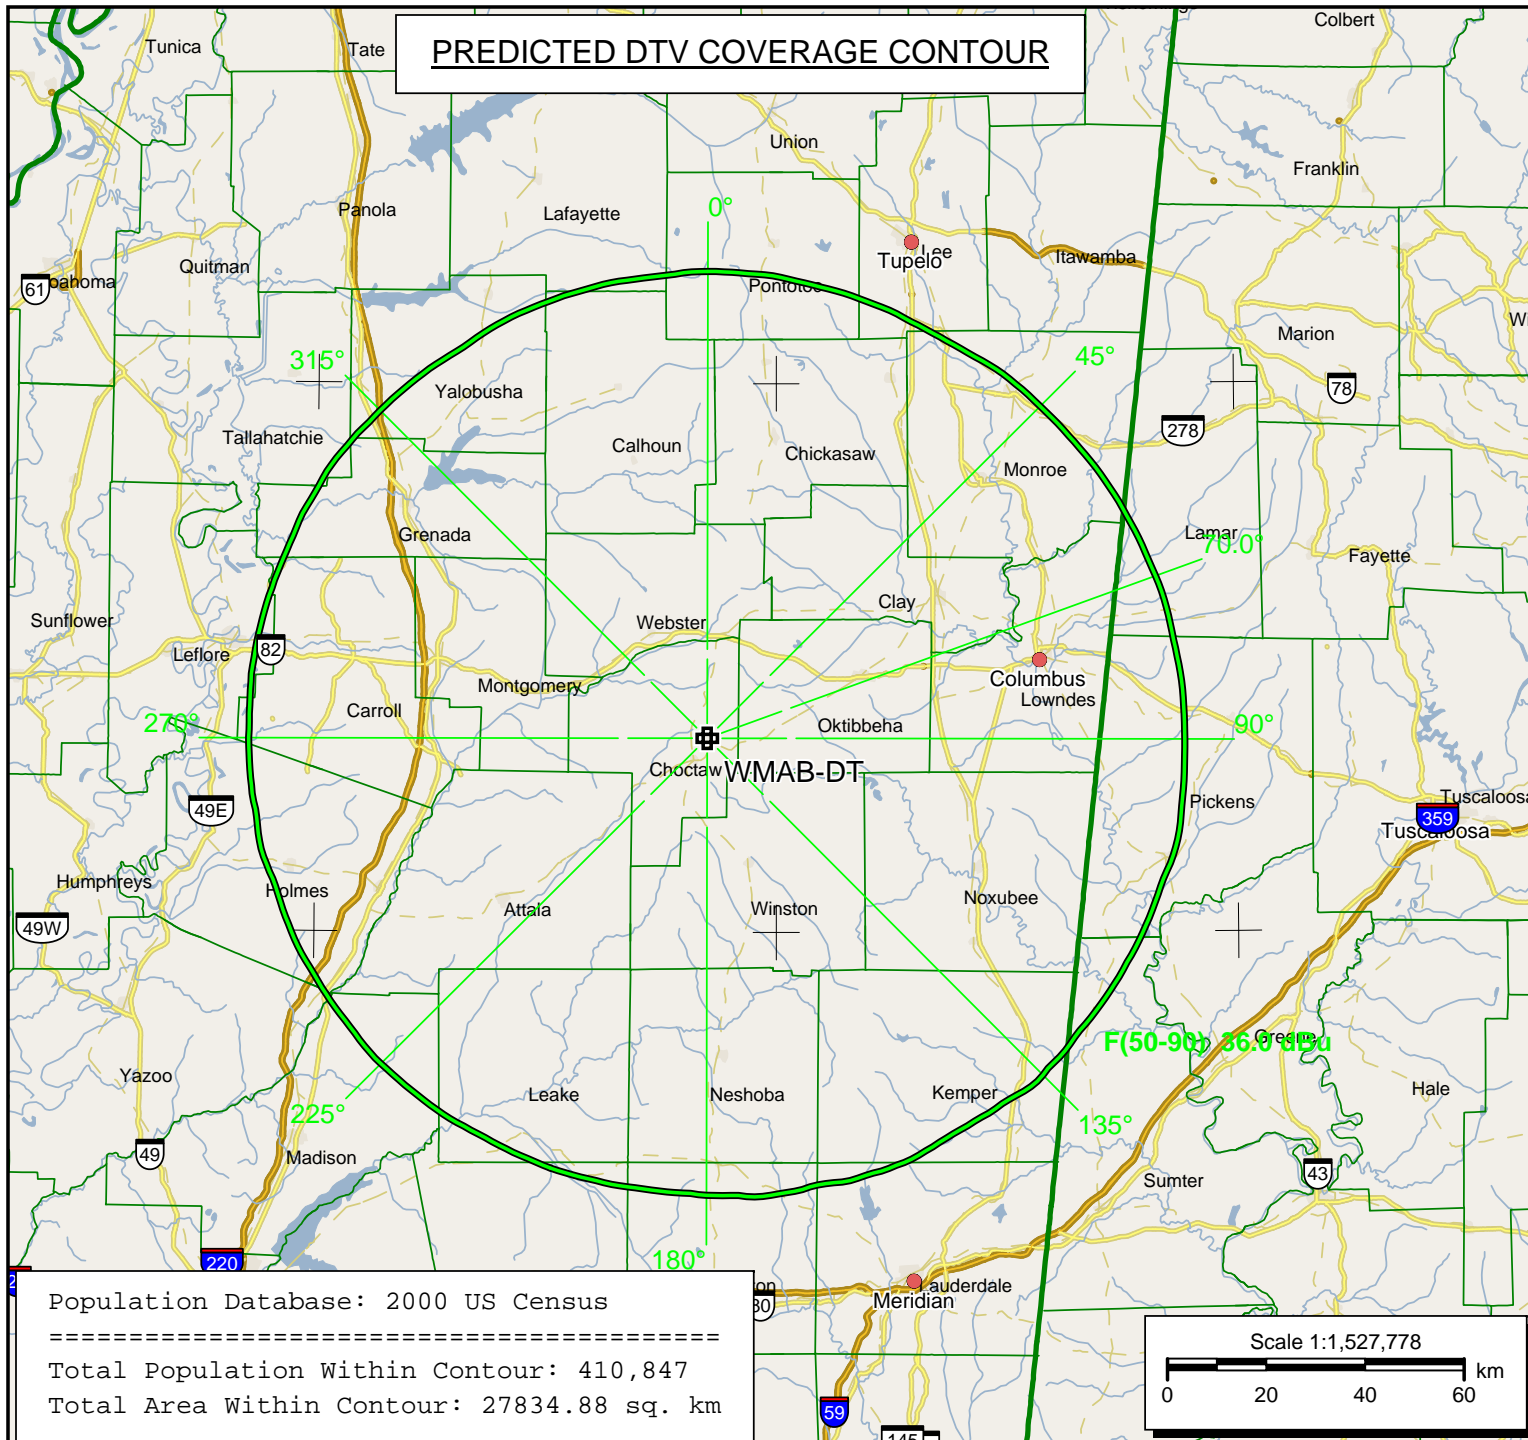 Colbert
Tunica
Tate
PREDICTED DTV COVERAGE CONTOUR
Union
Franklin
Panola
Lafayette
0°
Tupelo
Itawamba
Quitman
61
Pontotoc
Marion
315°
45°
Yalobusha
78
278
Tallahatchie
Calhoun
Chickasaw
Monroe
Grenada
Lamar
70.0°
Fayette
Clay
Sunflower
Webster
82
Leflore
Columbus
Montgomery
Lowndes
Carroll
270°
Oktibbeha
90°
Choctaw
WMAB-DT
49E
Pickens
Tuscaloosa
359
Tuscaloosa
Humphreys
Holmes
Attala
Winston
Noxubee
49W
F(50-90) 36.0 dBu
Greene
Yazoo
Leake
Neshoba
Kemper
Hale
225°
135°
49
Madison
Sumter
43
180°
220
Lauderdale
Meridian
Population Database: 2000 US Census
==========================================
Total Population Within Contour: 410,847
Total Area Within Contour: 27834.88 sq. km
Scale 1:1,527,778
km
0 20 40 60
59
145